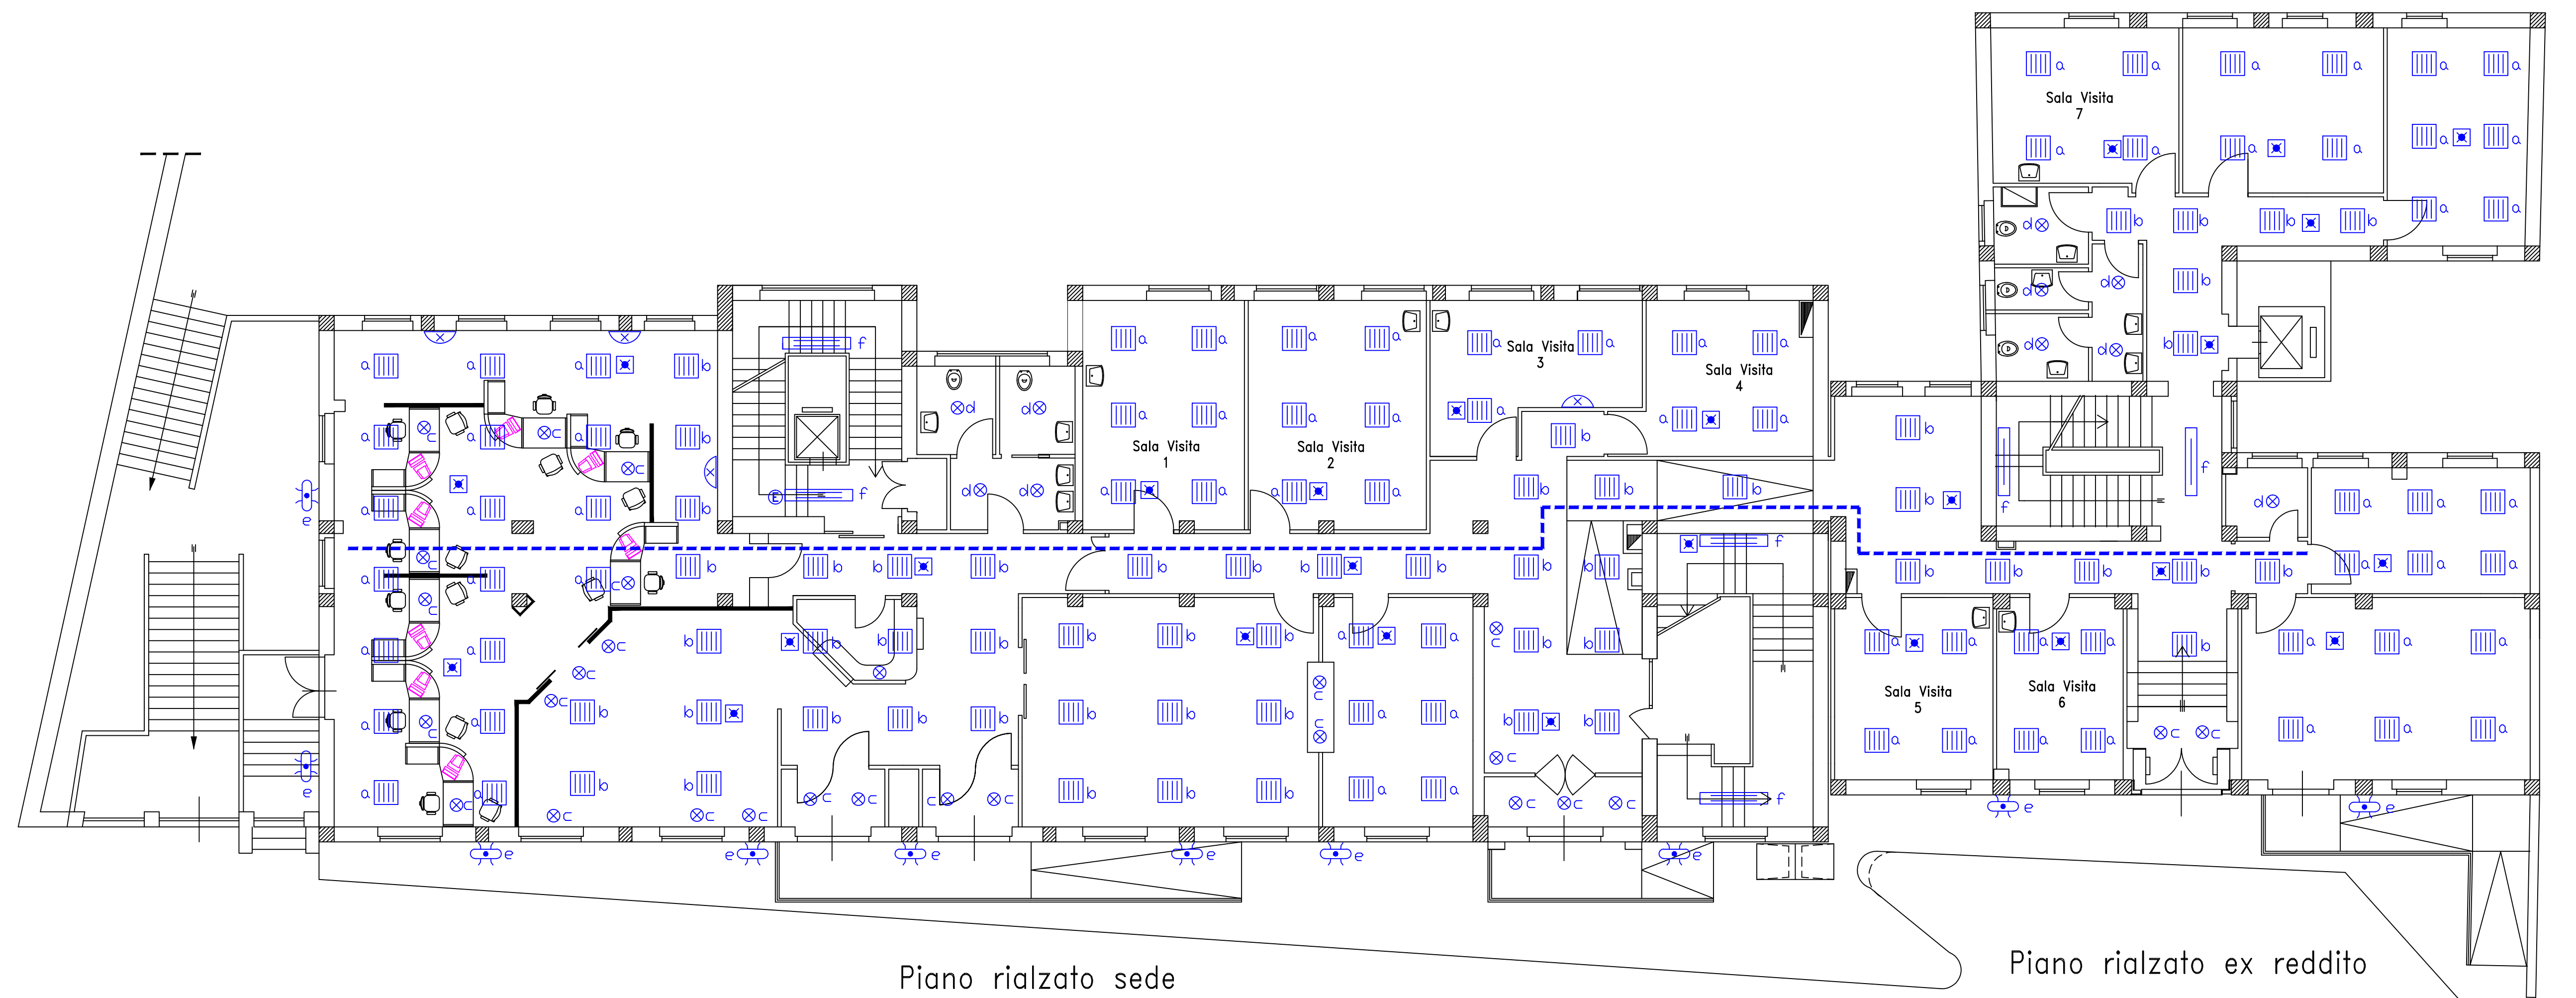 a a a a a a
Sala Visita
7
a a a a a a
a a
d b b b b
d d b
d d b
f
a a a a a a
Sala Visita
3
a a a b
Sala Visita
4
a a a a
d d
a a a a a a
b
b
Sala Visita
1
Sala Visita
2
a a a b
c c c
c
f
E f
d d
a a a a
b b b
b
f f
d
a a a
e
a a a b
c
a a a
b b b b b b b b b
f
b b b b b
a a a
c
c
a a
c
b b b b b b
a a
c
b b
a a a a
b
a a a
Sala Visita
5
Sala Visita
6
c
c
a a
b b b b b b b
a a
c
c
b b
a a
c
a a a a
c c
a a a
c
e
a a
c
b b
b b b
a a
c c c c
c c c
f
c c c
e e
e e e e e e
Piano rialzato sede
Piano rialzato ex reddito